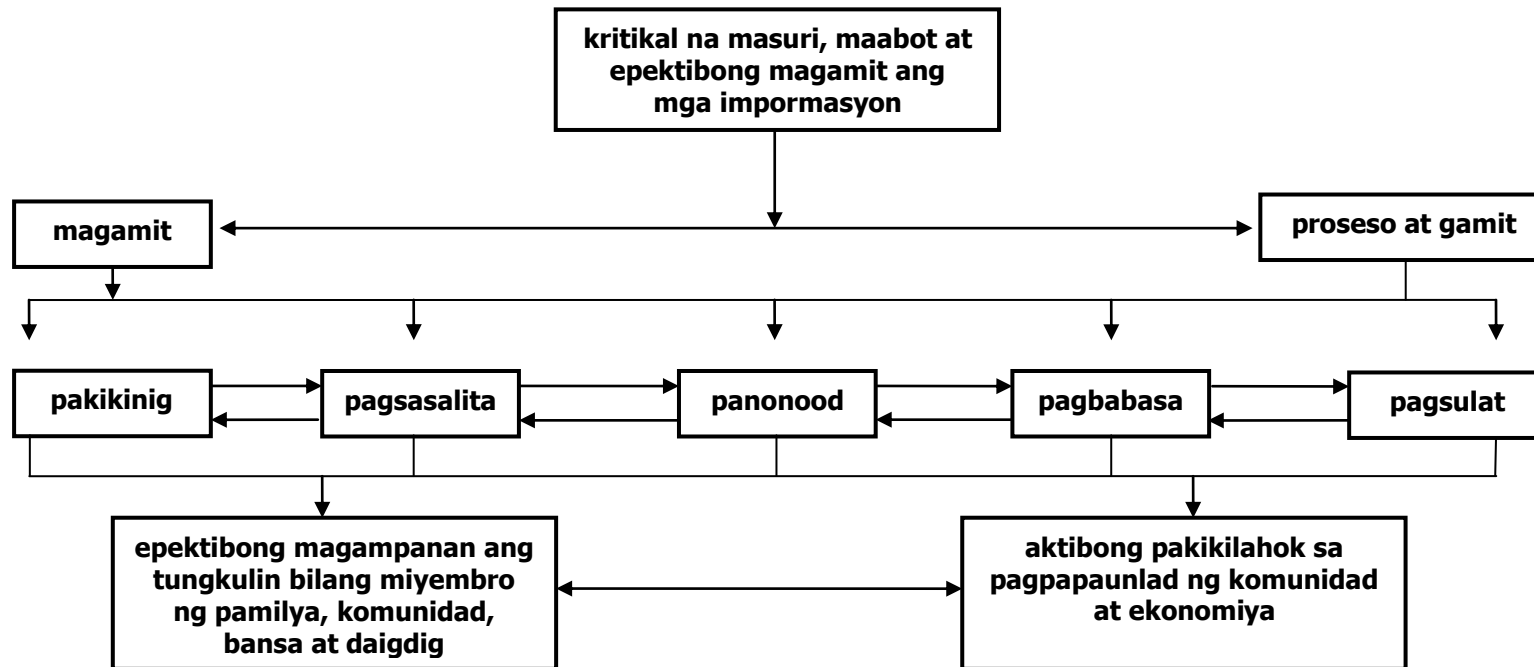 kritikal na masuri, maabot at
epektibong magamit ang
mga impormasyon
magamit
proseso at gamit
pakikinig
pagsasalita
panonood
pagbabasa
pagsulat
epektibong magampanan ang
tungkulin bilang miyembro
ng pamilya, komunidad,
bansa at daigdig
aktibong pakikilahok sa
pagpapaunlad ng komunidad
at ekonomiya